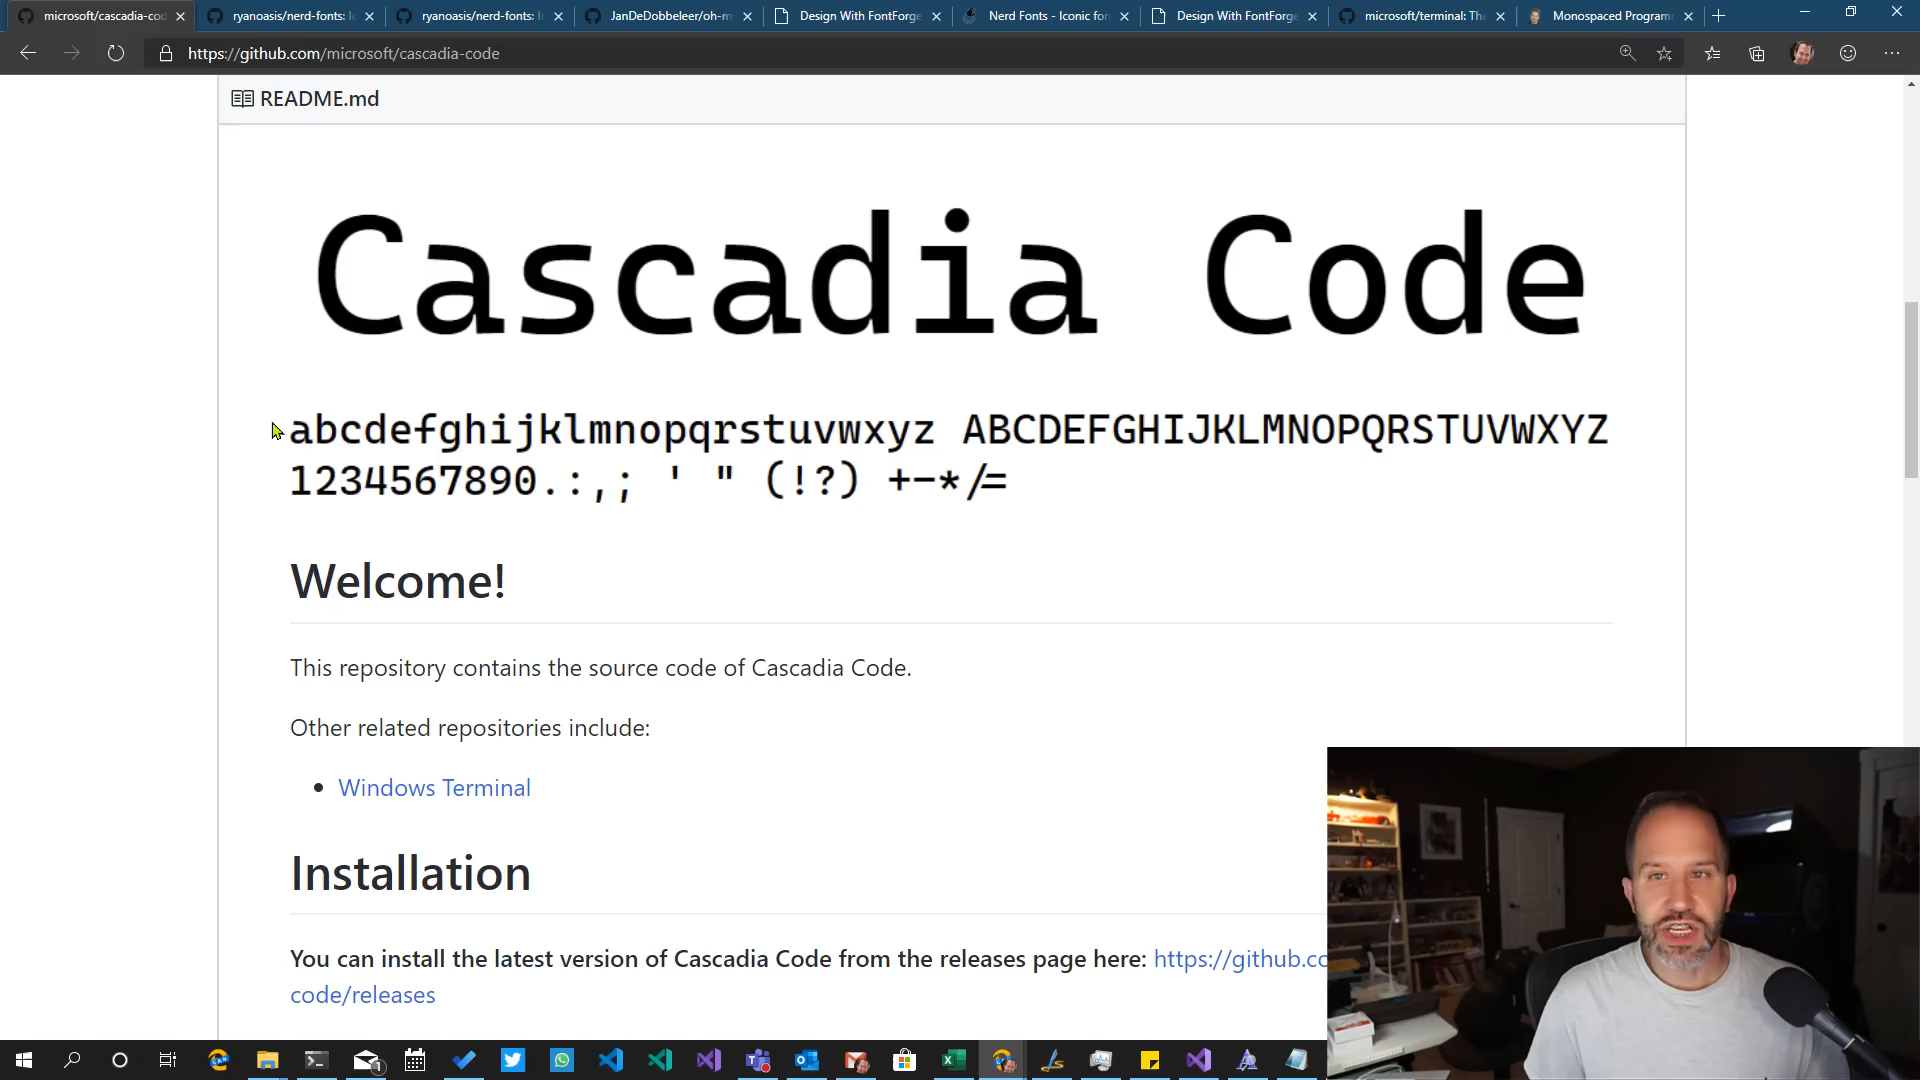 microsoft/cascadia-cod
ryanoasis/nerd-fonts: I
ryanoasis/nerd-fonts: I
JanDeDobbeleer/oh-m
Design With FontForge
Nerd Fonts - Iconic fon
Design With FontForge
microsoft/terminal: The
Monospaced Program
https://github.com/microsoft/cascadia-code
README.md
Cascadia Code
abcdefghijklmnopqrstuvwxyz ABCDEFGHIJKLMNOPQRSTUVWXYZ
1234567890.:,; ' " (!?) +-*/=
Welcome!
This repository contains the source code of Cascadia Code.
Other related repositories include:
Windows Terminal
Installation
You can install the latest version of Cascadia Code from the releases page here: https://github.co
code/releases